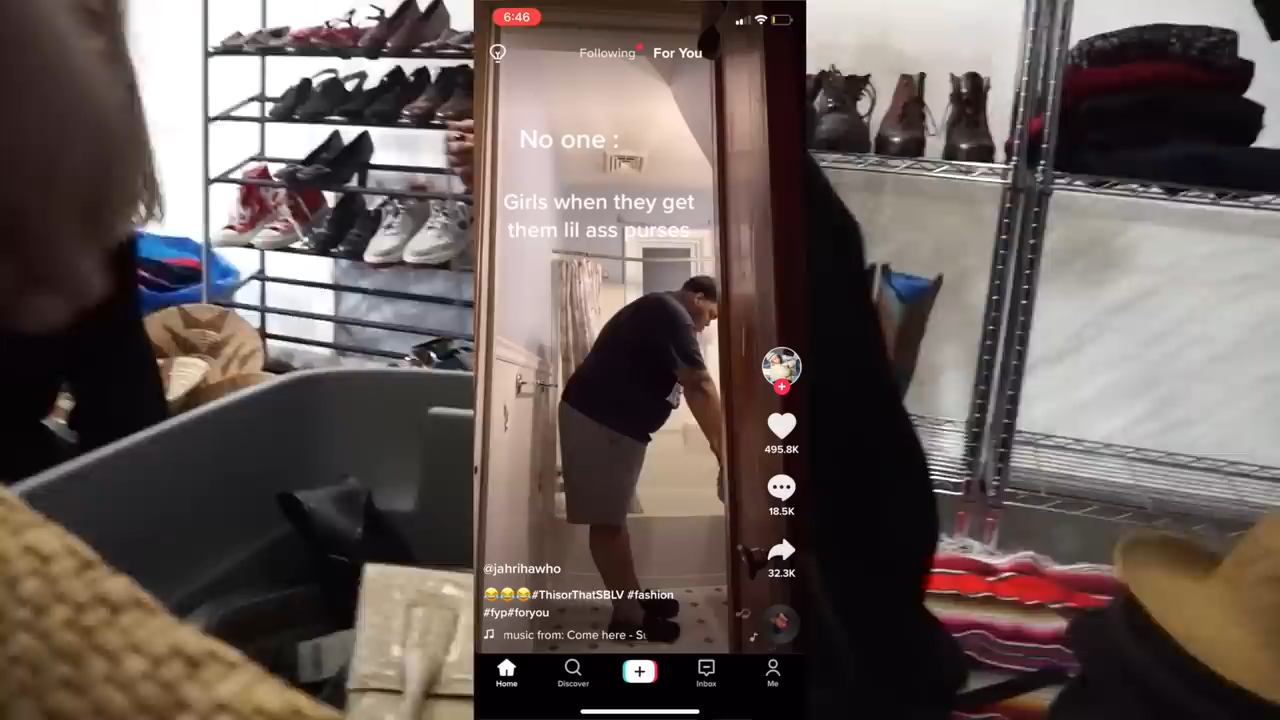 6:46
Following For You
No one :
Girls when they get
them lil ass purses
495.8K
18.5K
32.3K
@jahrihawho
😂😂😂#ThisorThatSBLV #fashion
#fyp#foryou
music from: Come here - Su
Home Discover Inbox Me